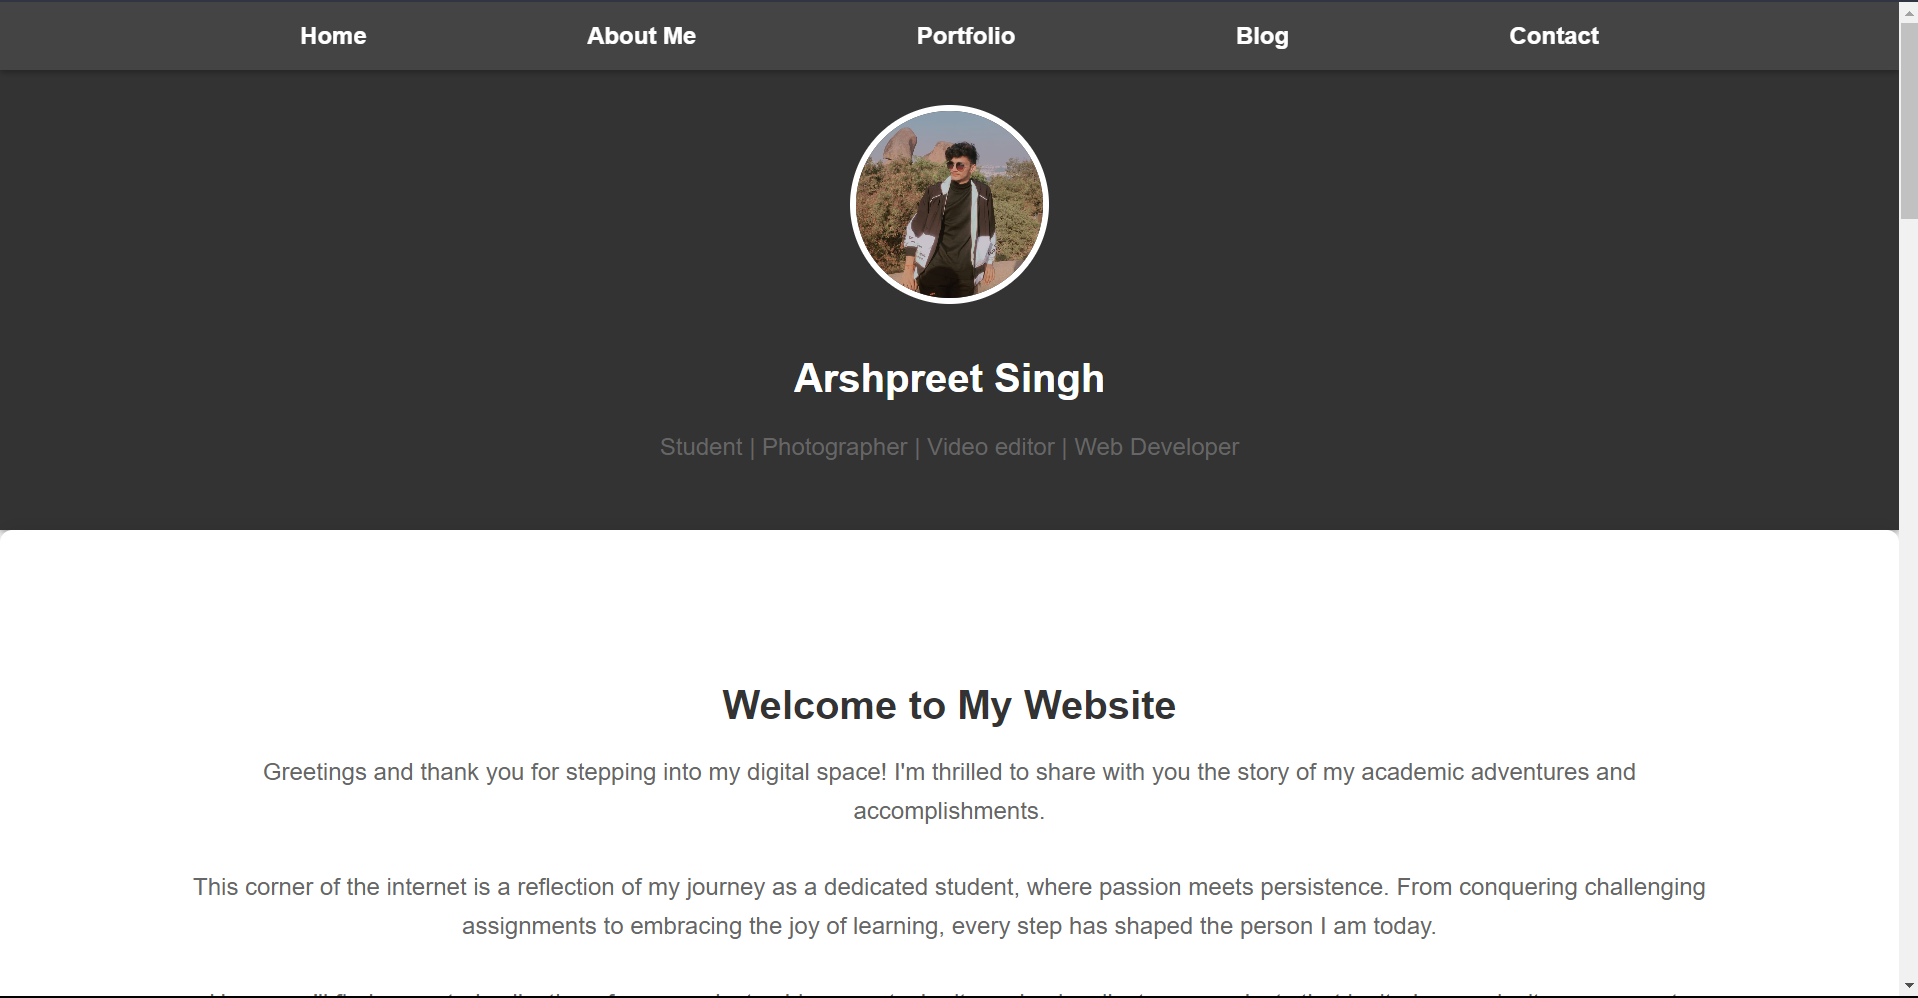 Home About Me Portfolio Blog Contact
Arshpreet Singh
Student | Photographer | Video editor | Web Developer
Welcome to My Website
Greetings and thank you for stepping into my digital space! I'm thrilled to share with you the story of my academic adventures and
accomplishments.
This corner of the internet is a reflection of my journey as a dedicated student, where passion meets persistence. From conquering challenging
assignments to embracing the joy of learning, every step has shaped the person I am today.